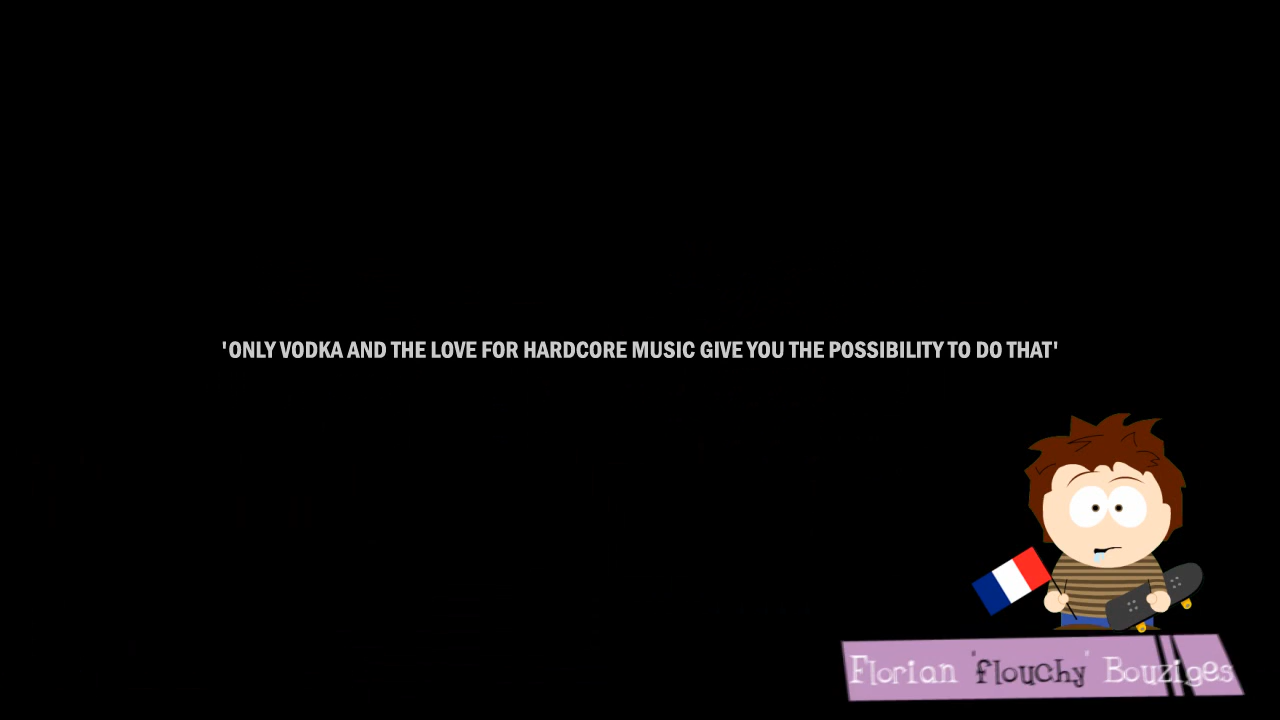 'ONLY VODKA AND THE LOVE FOR HARDCORE MUSIC GIVE YOU THE POSSIBILITY TO DO THAT'
Florian 'flouchy' Bouziges